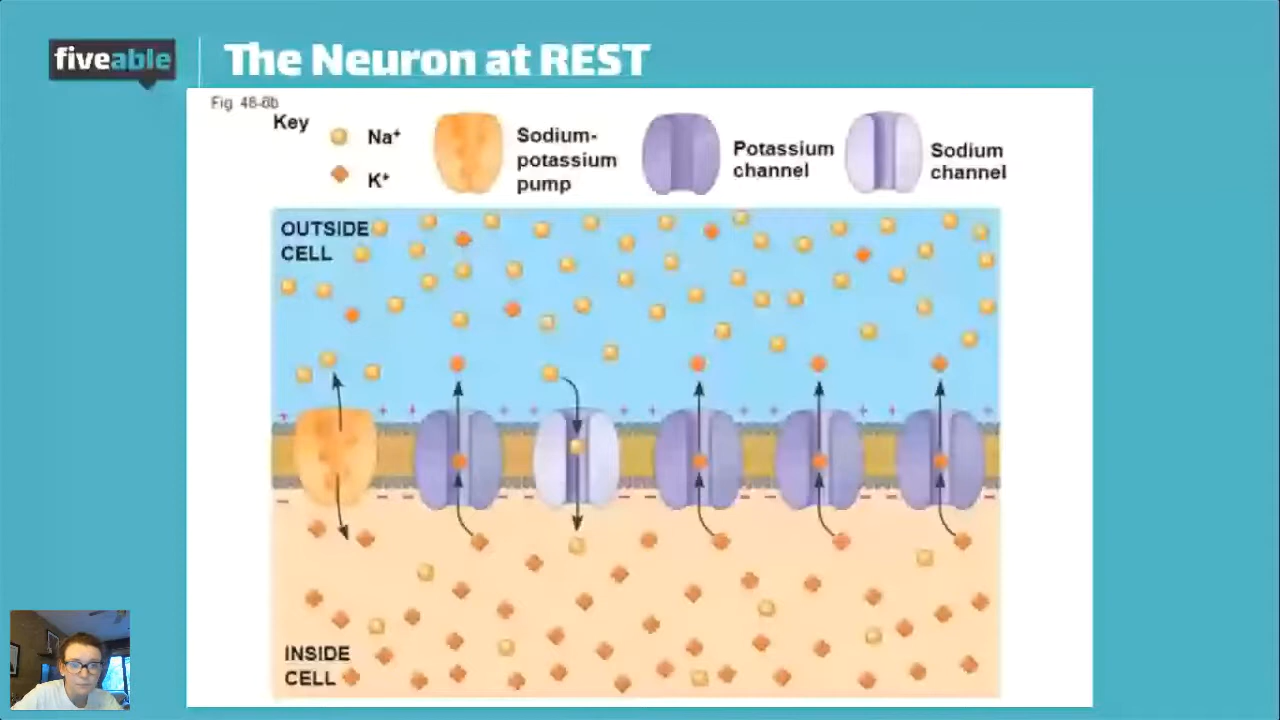 fiveable
The Neuron at REST
Fig. 48-6b
Key
Na+
K+
Sodium-
potassium
pump
Potassium
channel
Sodium
channel
OUTSIDE
CELL
INSIDE
CELL